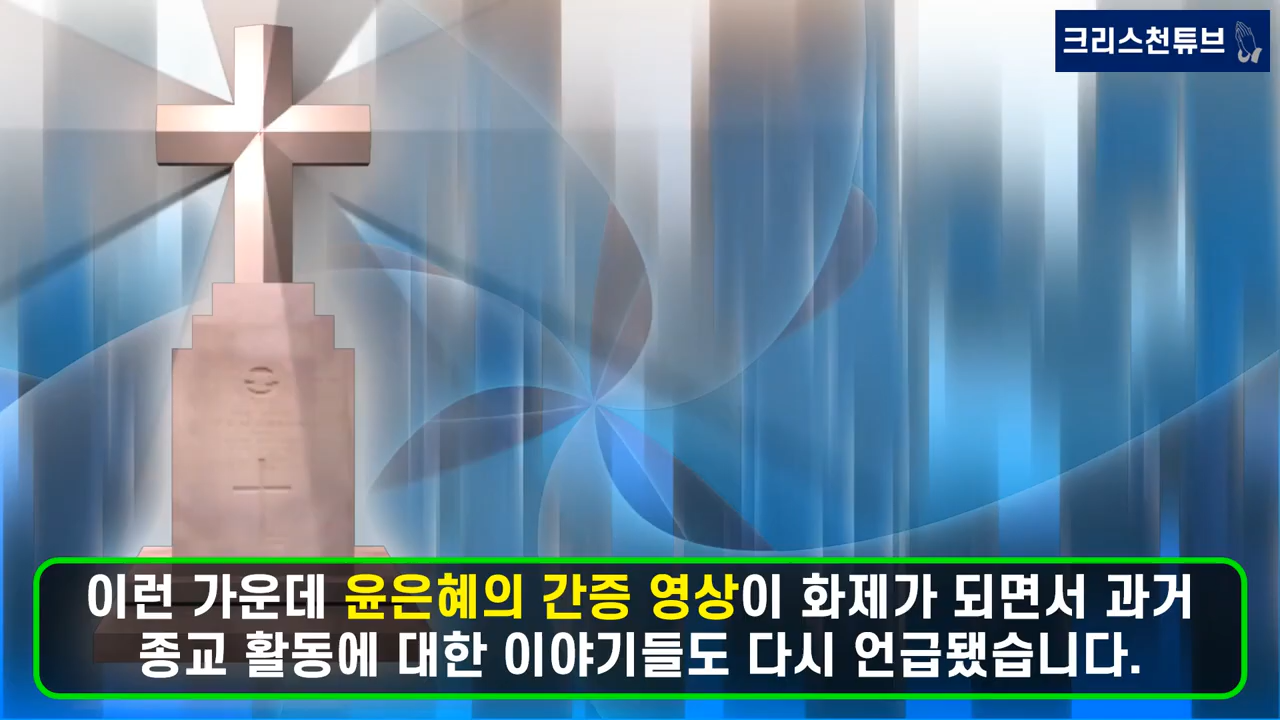 크리스천튜브
이런 가운데 윤은혜의 간증 영상이 화제가 되면서 과거
종교 활동에 대한 이야기들도 다시 언급됐습니다.